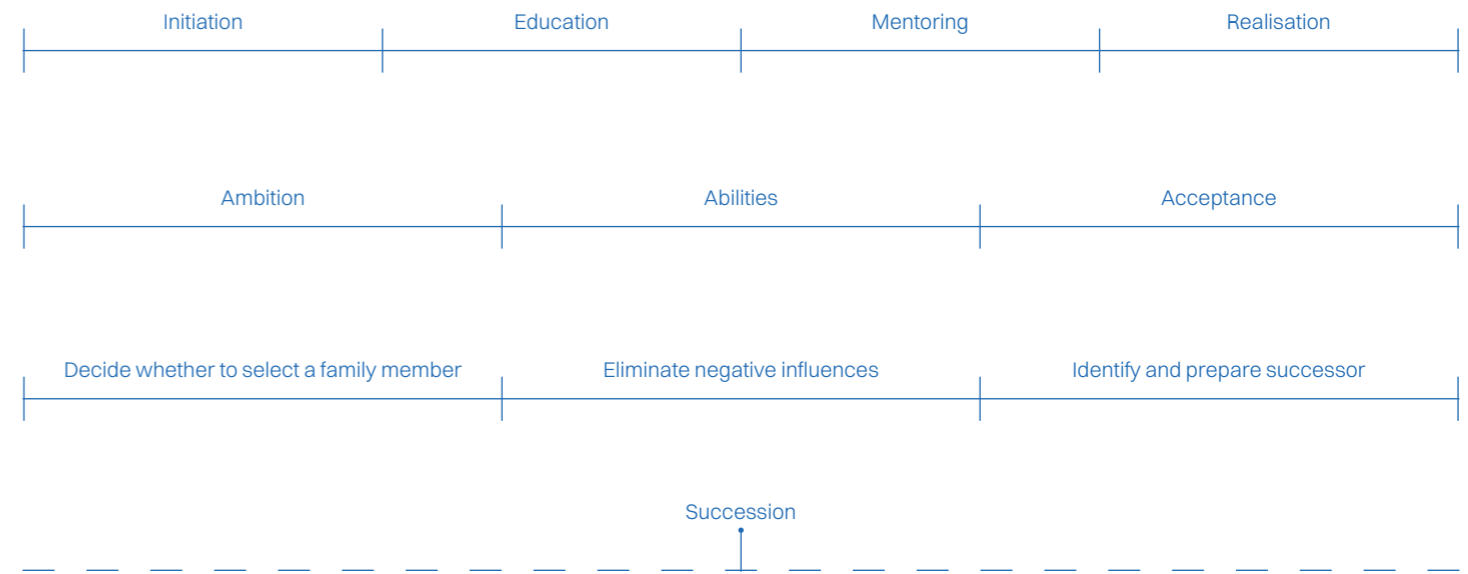 Initiation Education Mentoring Realisation
Ambition Abilities Acceptance
Decide whether to select a family member Eliminate negative influences Identify and prepare successor
Succession